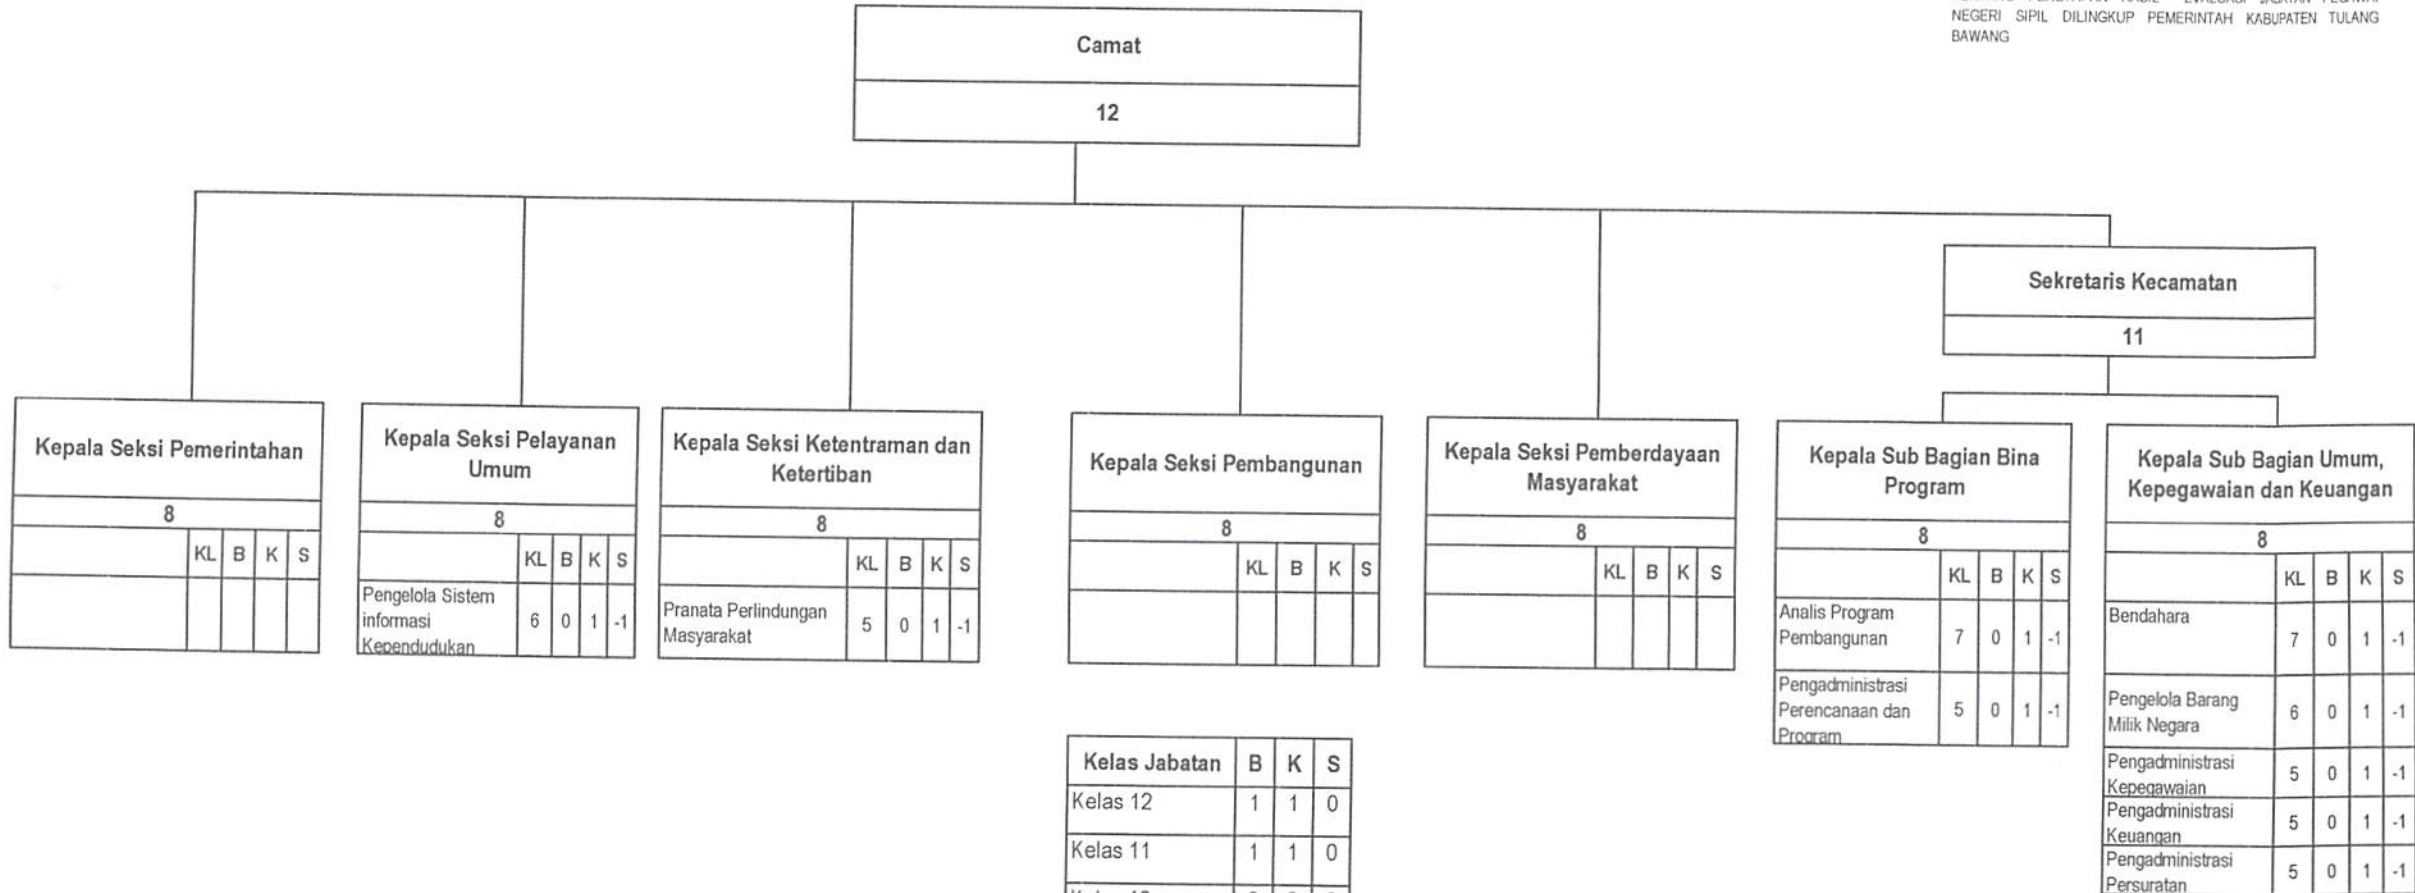 NEGERI SIPIL DILINGKUP PEMERINTAH KABUPATEN TULANG
BAWANG
Camat
12
Sekretaris Kecamatan
11
Kepala Seksi Pemerintahan
8
KL B K S
Kepala Seksi Pelayanan
Umum
8
KL B K S
Pengelola Sistem
informasi
Kependudukan
6 0 1 -1
Kepala Seksi Ketentraman dan
Ketertiban
8
KL B K S
Pranata Perlindungan
Masyarakat
5 0 1 -1
Kepala Seksi Pembangunan
8
KL B K S
Kepala Seksi Pemberdayaan
Masyarakat
8
KL B K S
Kepala Sub Bagian Bina
Program
8
KL B K S
Analis Program
Pembangunan
7 0 1 -1
Pengadministrasi
Perencanaan dan
Program
5 0 1 -1
Kepala Sub Bagian Umum,
Kepegawaian dan Keuangan
8
KL B K S
Bendahara
7 0 1 -1
Pengelola Barang
Milik Negara
6 0 1 -1
Pengadministrasi
Kepegawaian
5 0 1 -1
Pengadministrasi
Keuangan
5 0 1 -1
Pengadministrasi
Persuratan
5 0 1 -1
Kelas Jabatan B K S
Kelas 12 1 1 0
Kelas 11 1 1 0